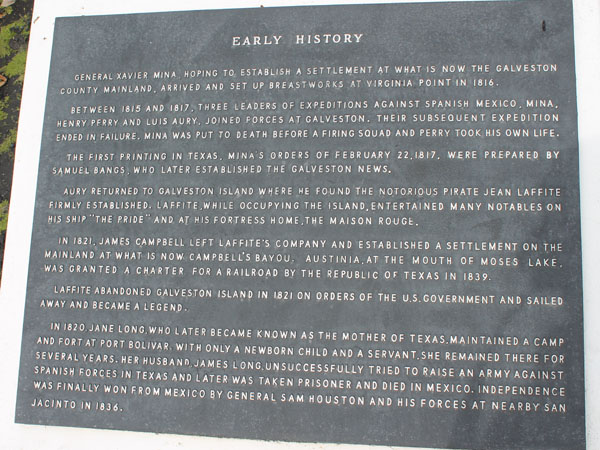 EARLY HISTORY
GENERAL XAVIER MINA, HOPING TO ESTABLISH A SETTLEMENT AT WHAT IS NOW THE GALVESTON
COUNTY MAINLAND, ARRIVED AND SET UP BREASTWORKS AT VIRGINIA POINT IN 1816.
BETWEEN 1815 AND 1817, THREE LEADERS OF EXPEDITIONS AGAINST SPANISH MEXICO, MINA,
HENRY PERRY AND LUIS AURY, JOINED FORCES AT GALVESTON. THEIR SUBSEQUENT EXPEDITION
ENDED IN FAILURE. MINA WAS PUT TO DEATH BEFORE A FIRING SQUAD AND PERRY TOOK HIS OWN LIFE.
THE FIRST PRINTING IN TEXAS, MINA'S ORDERS OF FEBRUARY 22, 1817, WERE PREPARED BY
SAMUEL BANGS, WHO LATER ESTABLISHED THE GALVESTON NEWS.
AURY RETURNED TO GALVESTON ISLAND WHERE HE FOUND THE NOTORIOUS PIRATE JEAN LAFFITE
FIRMLY ESTABLISHED. LAFFITE, WHILE OCCUPYING THE ISLAND, ENTERTAINED MANY NOTABLES ON
HIS SHIP "THE PRIDE" AND AT HIS FORTRESS HOME, THE MAISON ROUGE.
IN 1821, JAMES CAMPBELL LEFT LAFFITE'S COMPANY AND ESTABLISHED A SETTLEMENT ON THE
MAINLAND AT WHAT IS NOW CAMPBELL'S BAYOU. AUSTINIA, AT THE MOUTH OF MOSES LAKE,
WAS GRANTED A CHARTER FOR A RAILROAD BY THE REPUBLIC OF TEXAS IN 1839.
LAFFITE ABANDONED GALVESTON ISLAND IN 1821 ON ORDERS OF THE U.S. GOVERNMENT AND SAILED
AWAY AND BECAME A LEGEND.
IN 1820, JANE LONG, WHO LATER BECAME KNOWN AS THE MOTHER OF TEXAS, MAINTAINED A CAMP
AND FORT AT PORT BOLIVAR. WITH ONLY A NEWBORN CHILD AND A SERVANT, SHE REMAINED THERE FOR
SEVERAL YEARS. HER HUSBAND, JAMES LONG, UNSUCCESSFULLY TRIED TO RAISE AN ARMY AGAINST
SPANISH FORCES IN TEXAS AND LATER WAS TAKEN PRISONER AND DIED IN MEXICO. INDEPENDENCE
WAS FINALLY WON FROM MEXICO BY GENERAL SAM HOUSTON AND HIS FORCES AT NEARBY SAN
JACINTO IN 1836.